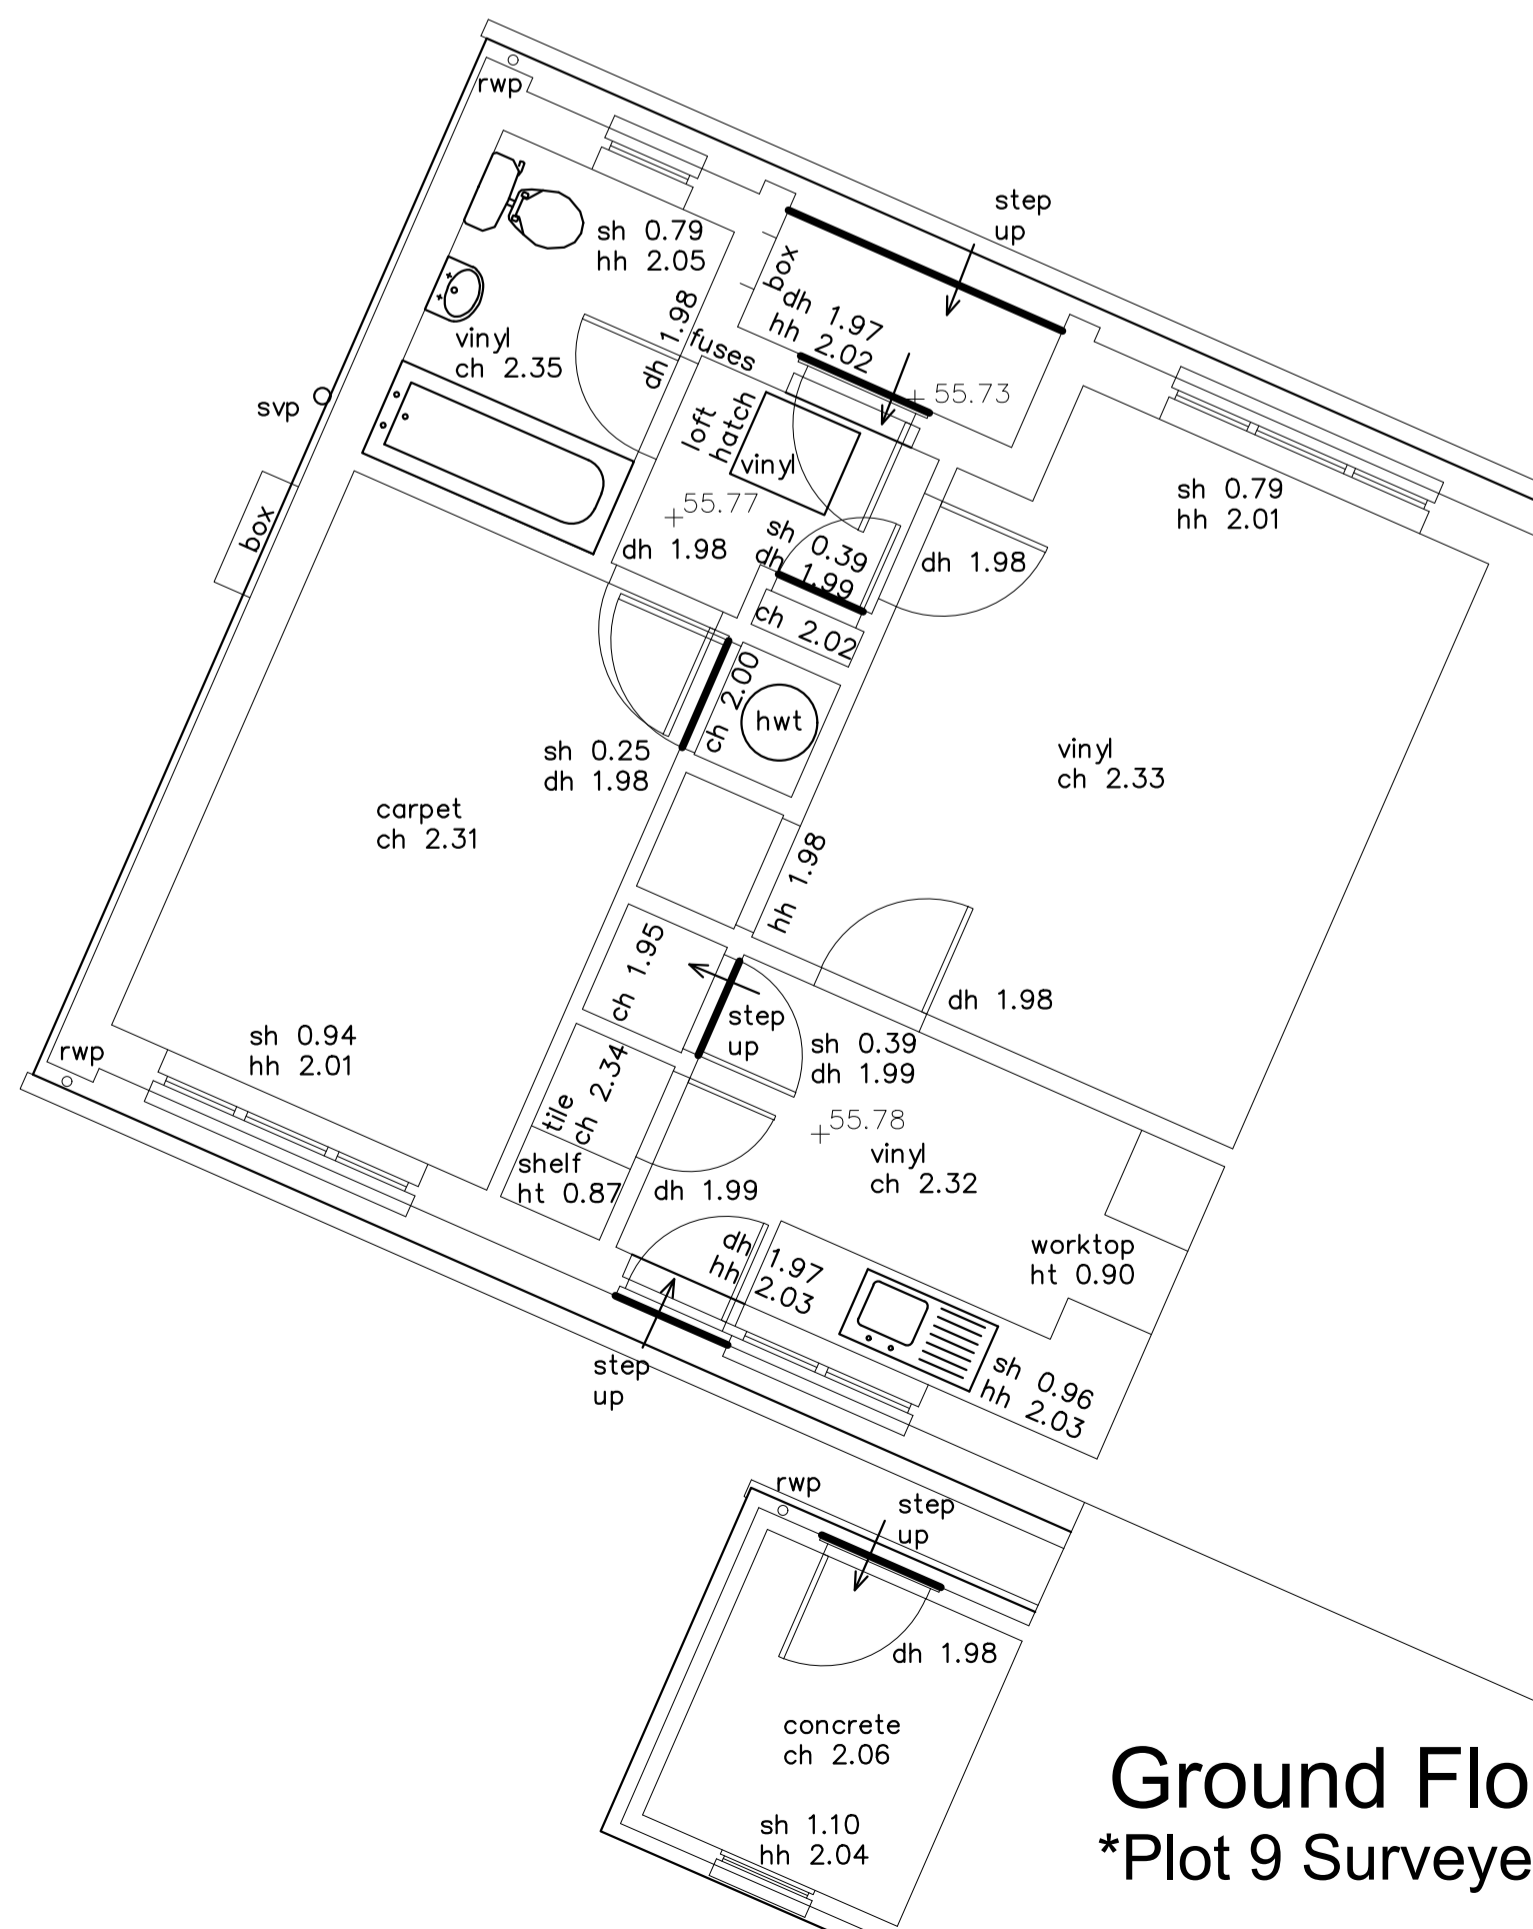 rwp
step
up
sh 0.79
hh 2.05
box
dh 1.97
hh 2.02
dh 1.98
fuses
vinyl
ch 2.35
55.73
svp
loft
hatch
vinyl
sh 0.79
hh 2.01
box
55.77
dh 1.98
sh 0.39
dh 1.99
dh 1.98
ch 2.02
ch 2.00
hwt
sh 0.25
dh 1.98
vinyl
ch 2.33
carpet
ch 2.31
hh 1.98
ch 1.95
dh 1.98
step
up
sh 0.39
dh 1.99
sh 0.94
hh 2.01
rwp
tile
ch 2.34
55.78
vinyl
ch 2.32
shelf
ht 0.87
dh 1.99
dh 1.97
hh 2.03
worktop
ht 0.90
step
up
sh 0.96
hh 2.03
rwp
step
up
dh 1.98
concrete
ch 2.06
sh 1.10
hh 2.04
Ground Flo
*Plot 9 Surveye